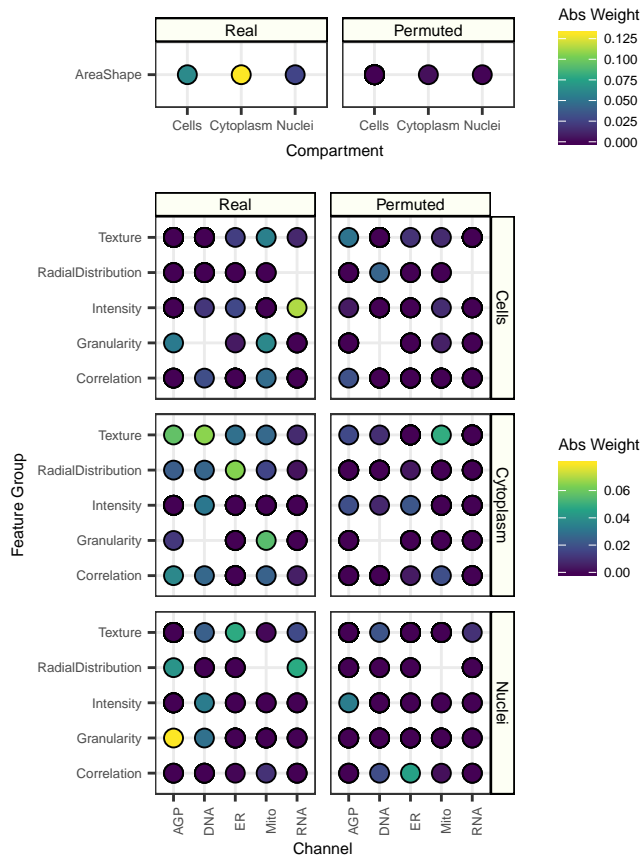 Real
Permuted
AreaShape
Cells
Cytoplasm
Nuclei
Cells
Cytoplasm
Nuclei
Compartment
Abs Weight
0.125
0.100
0.075
0.050
0.025
0.000
Real
Permuted
Feature Group
Texture
RadialDistribution
Intensity
Granularity
Correlation
Cells
Texture
RadialDistribution
Intensity
Granularity
Correlation
Cytoplasm
Texture
RadialDistribution
Intensity
Granularity
Correlation
Nuclei
AGP
DNA
ER
Mito
RNA
AGP
DNA
ER
Mito
RNA
Channel
Abs Weight
0.06
0.04
0.02
0.00